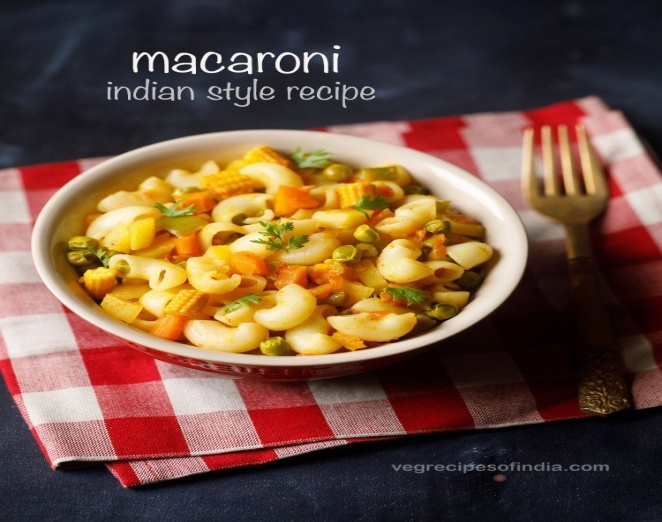 macaroni
indian style recipe
vegrecipesofindia.com